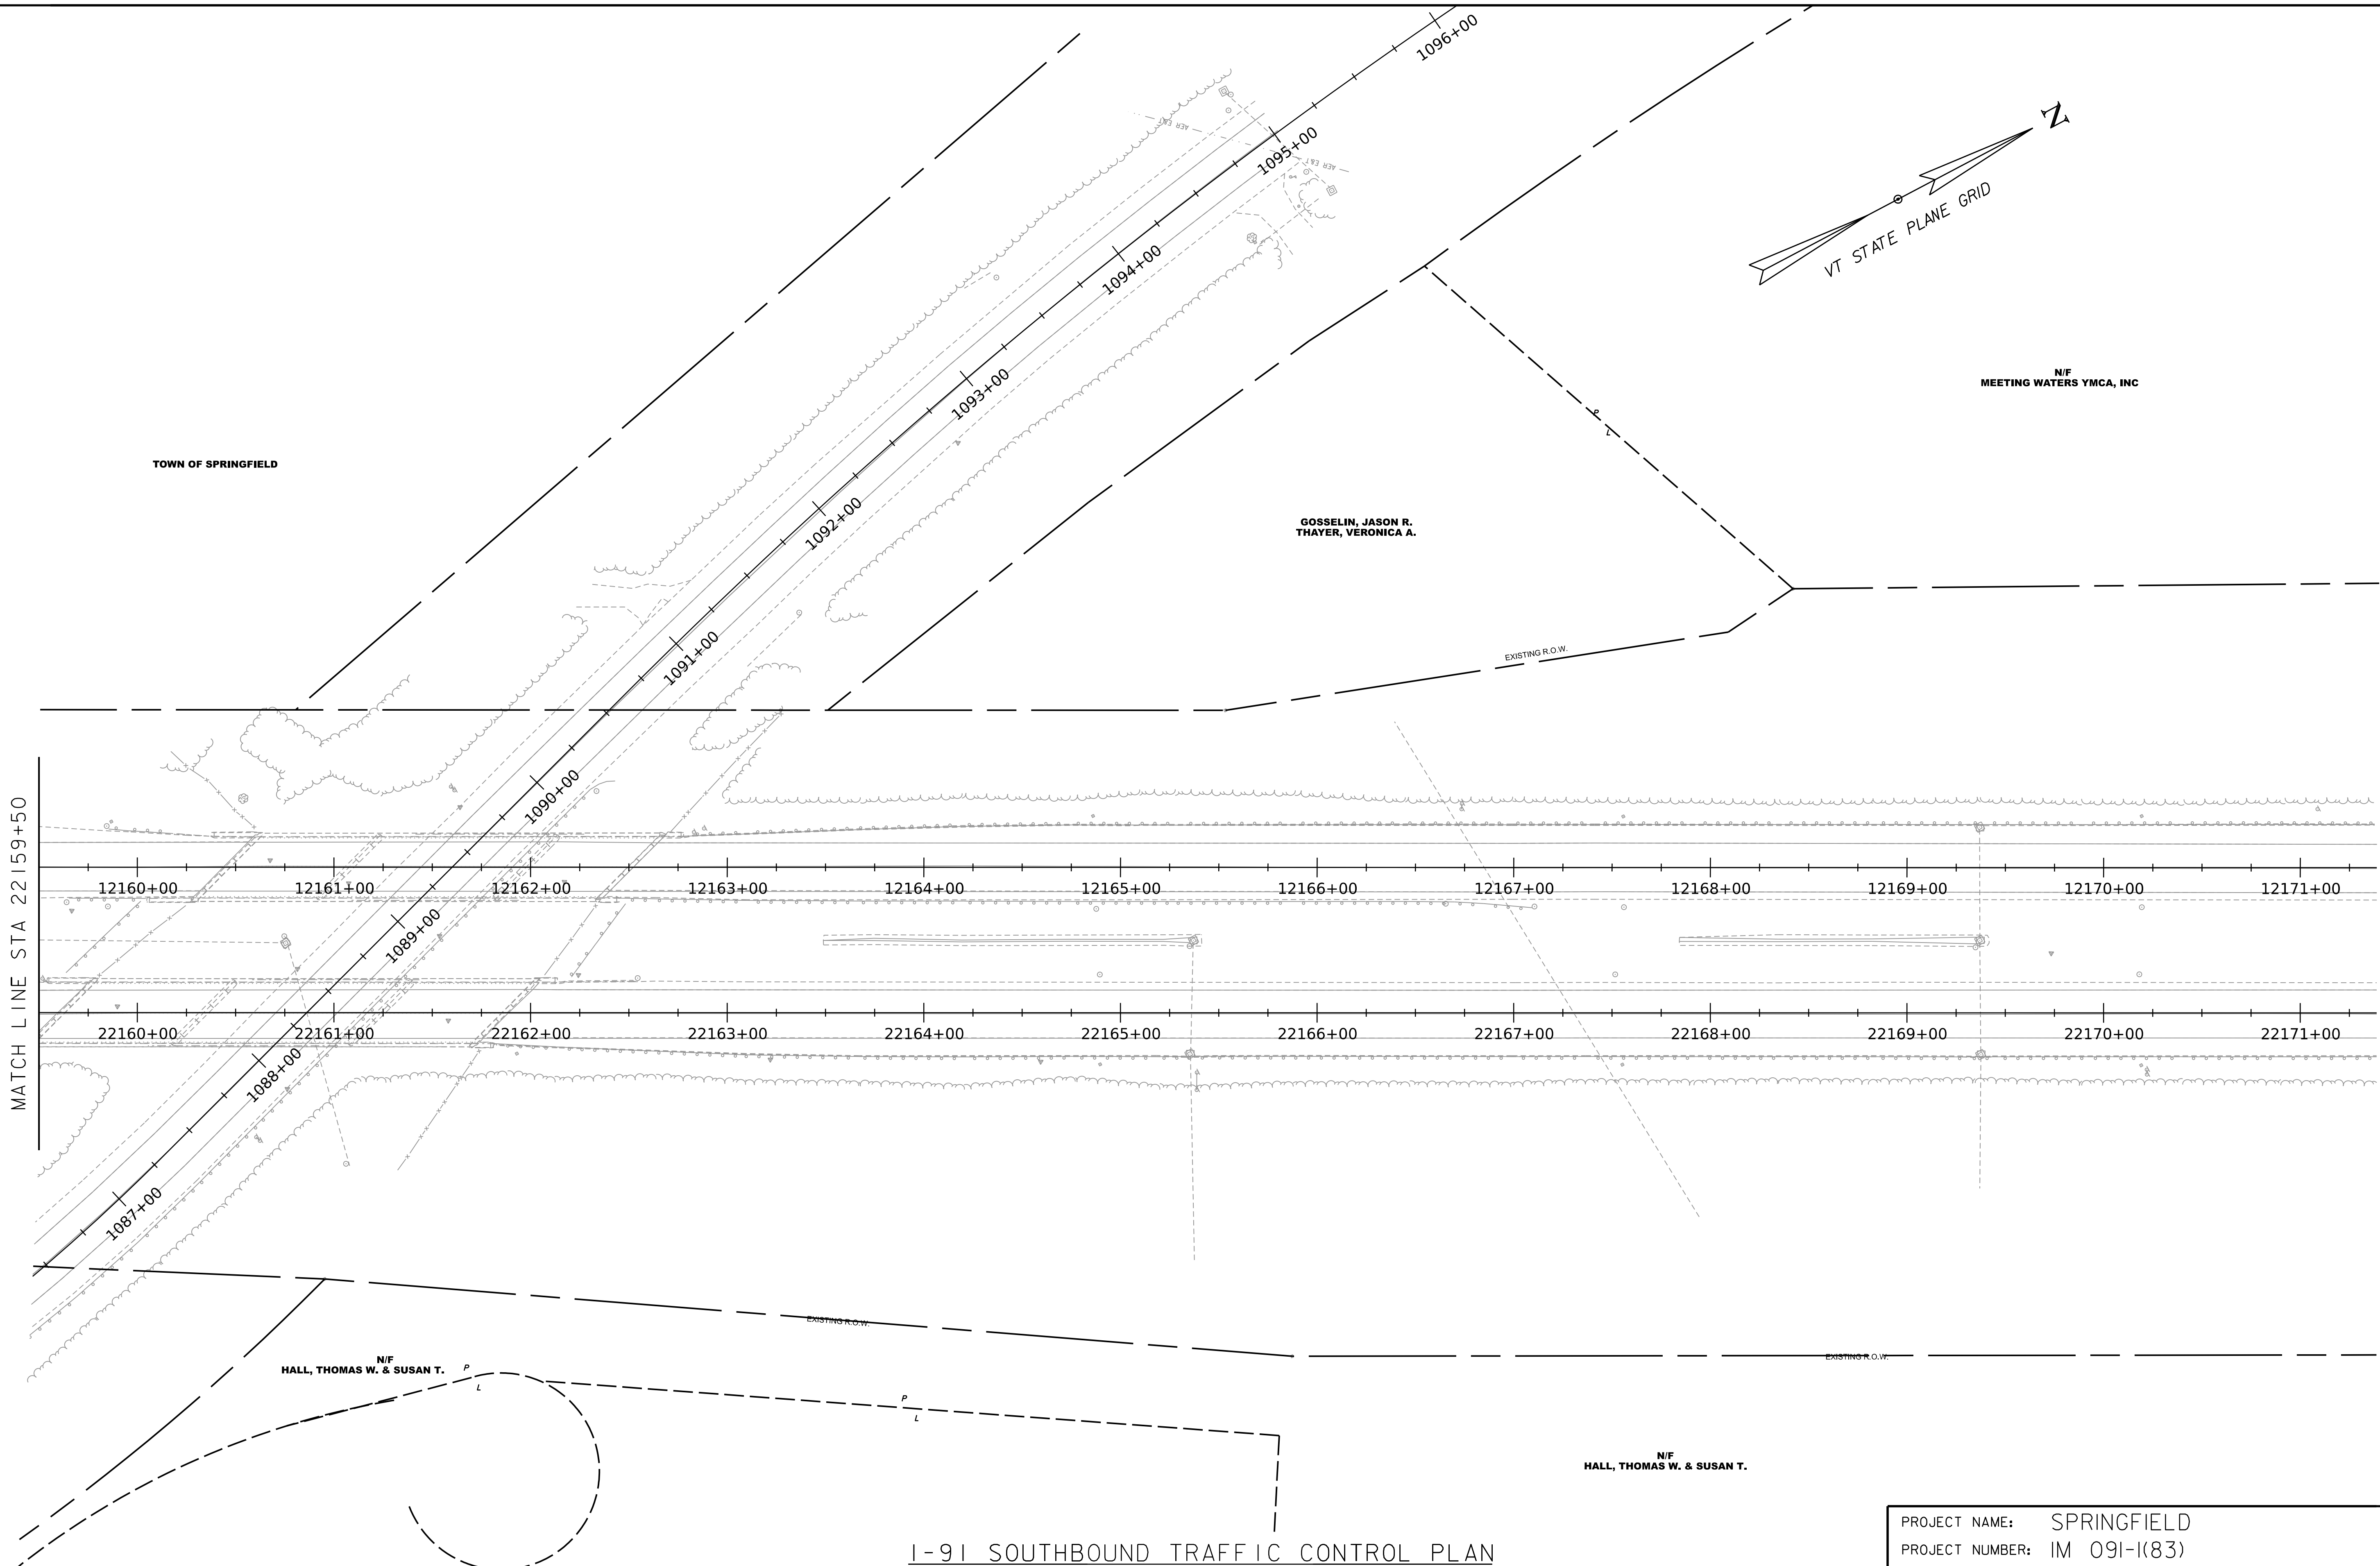 1096+00
AER E&T
1095+00
AER E&T
N
VT STATE PLANE GRID
1094+00
N/F
MEETING WATERS YMCA, INC
1093+00
P
L
TOWN OF SPRINGFIELD
1092+00
GOSSELIN, JASON R.
THAYER, VERONICA A.
1091+00
EXISTING R.O.W.
1090+00
MATCH LINE STA 22159+50
12160+00 12161+00 12162+00 12163+00 12164+00 12165+00 12166+00 12167+00 12168+00 12169+00 12170+00 12171+00
1089+00
22160+00 22161+00 22162+00 22163+00 22164+00 22165+00 22166+00 22167+00 22168+00 22169+00 22170+00 22171+00
1088+00
1087+00
EXISTING R.O.W.
EXISTING R.O.W.
N/F
HALL, THOMAS W. & SUSAN T.
P
L
P
L
N/F
HALL, THOMAS W. & SUSAN T.
I-91 SOUTHBOUND TRAFFIC CONTROL PLAN
PROJECT NAME: SPRINGFIELD
PROJECT NUMBER: IM 091-1(83)